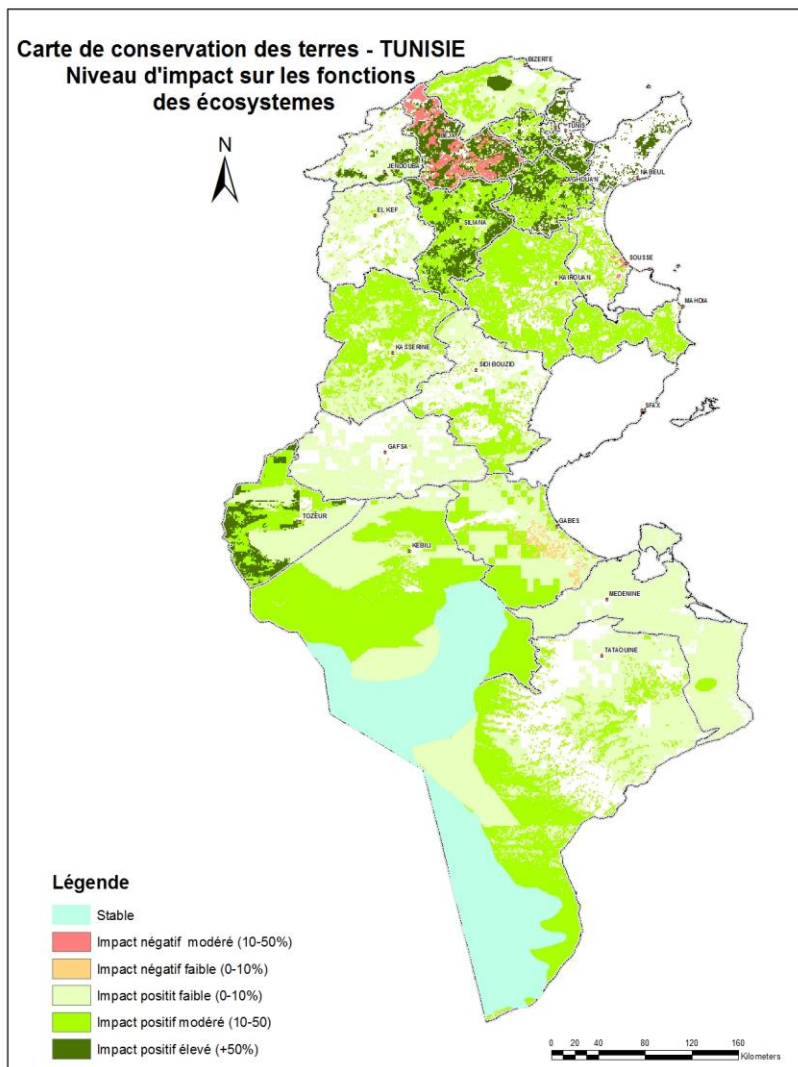 Carte de conservation des terres - TUNISIE
Niveau d'impact sur les fonctions
des écosystemes
N
BIZERTE
TUNIS
JENDOUBA
ZAGHOUAN
NABEUL
EL KEF
SILIANA
SOUSSE
KAIROUAN
MAHDIA
KASSERINE
SIDI BOUZID
SFAX
GAFSA
TOZEUR
GABES
KEBILI
MEDENINE
TATAOUINE
Légende
Stable
Impact négatif modéré (10-50%)
Impact négatif faible (0-10%)
Impact positit faible (0-10%)
Impact positif modéré (10-50)
Impact positif élevé (+50%)
0 20 40 80 120 160
Kilometers